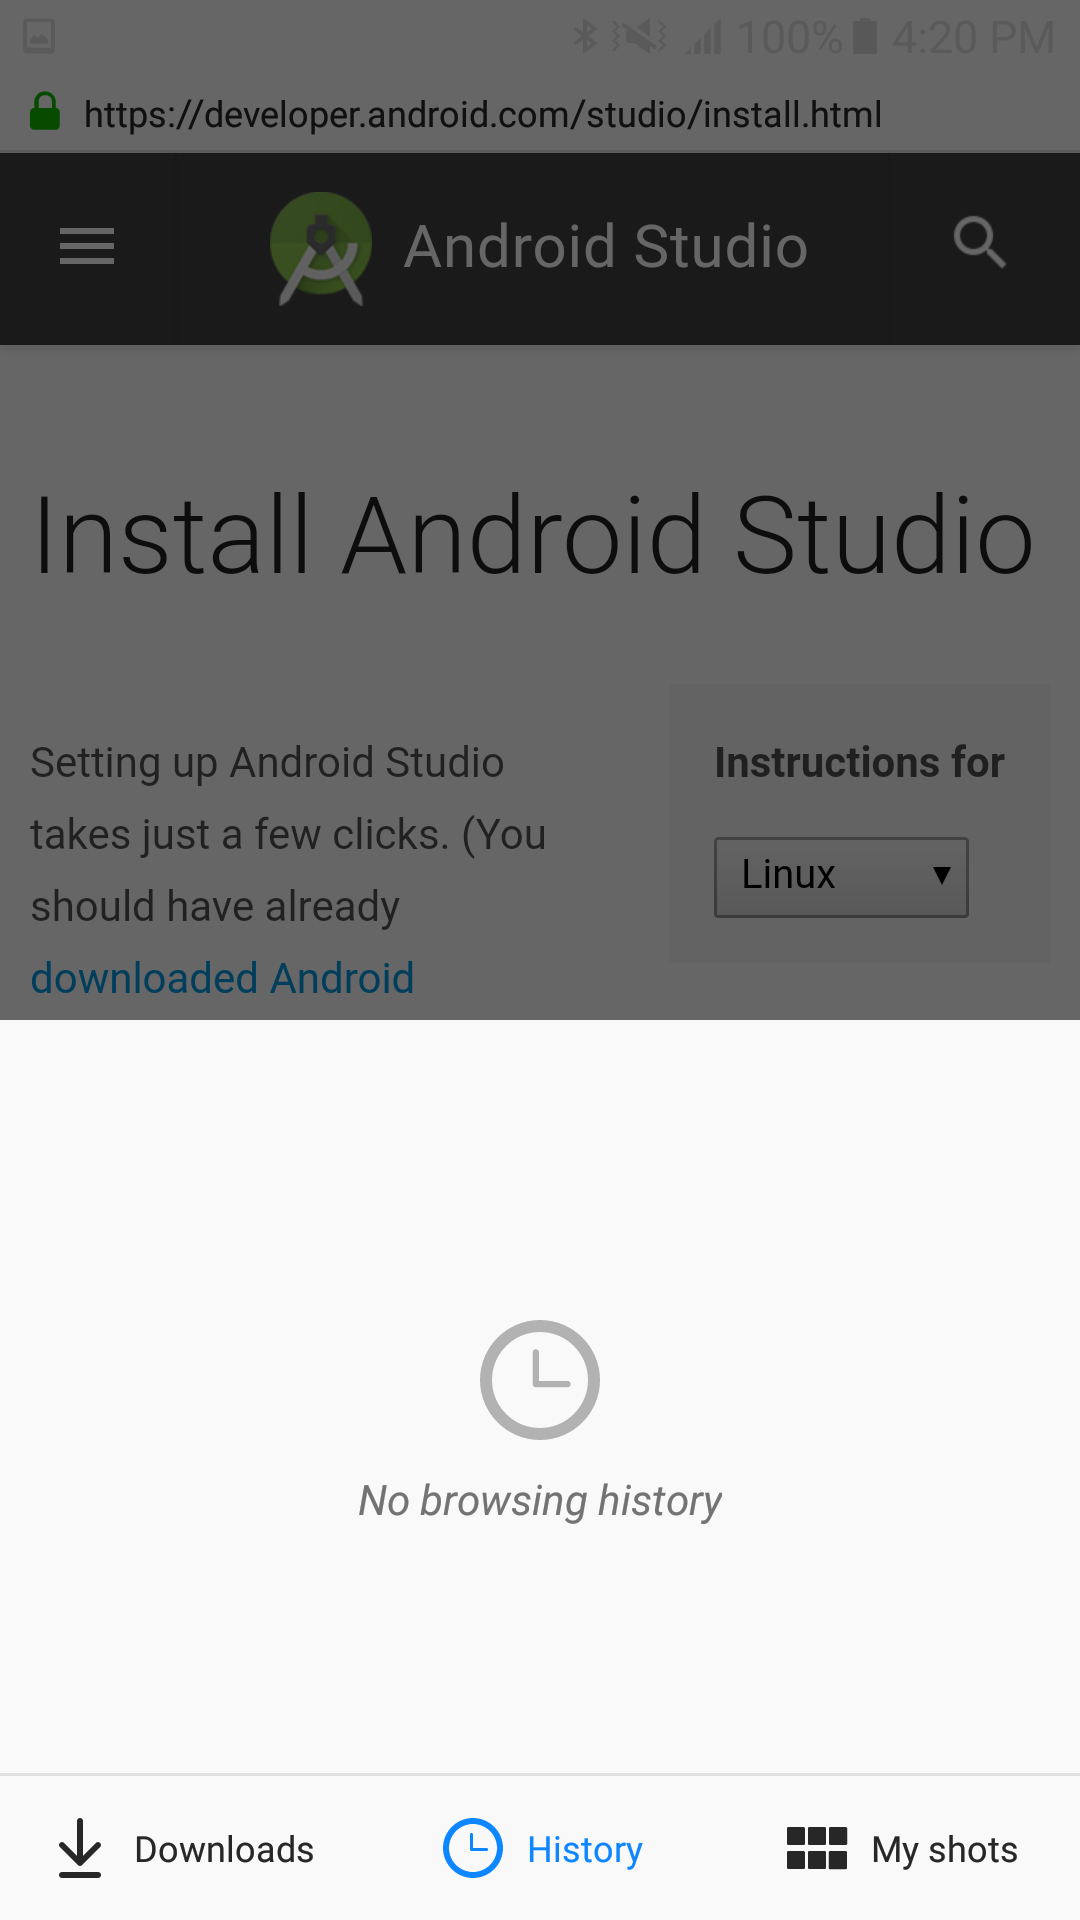 100% 4:20 PM
https://developer.android.com/studio/install.html
Android Studio
Install Android Studio
Setting up Android Studio
takes just a few clicks. (You
should have already
downloaded Android
Instructions for
Linux
No browsing history
Downloads History My shots